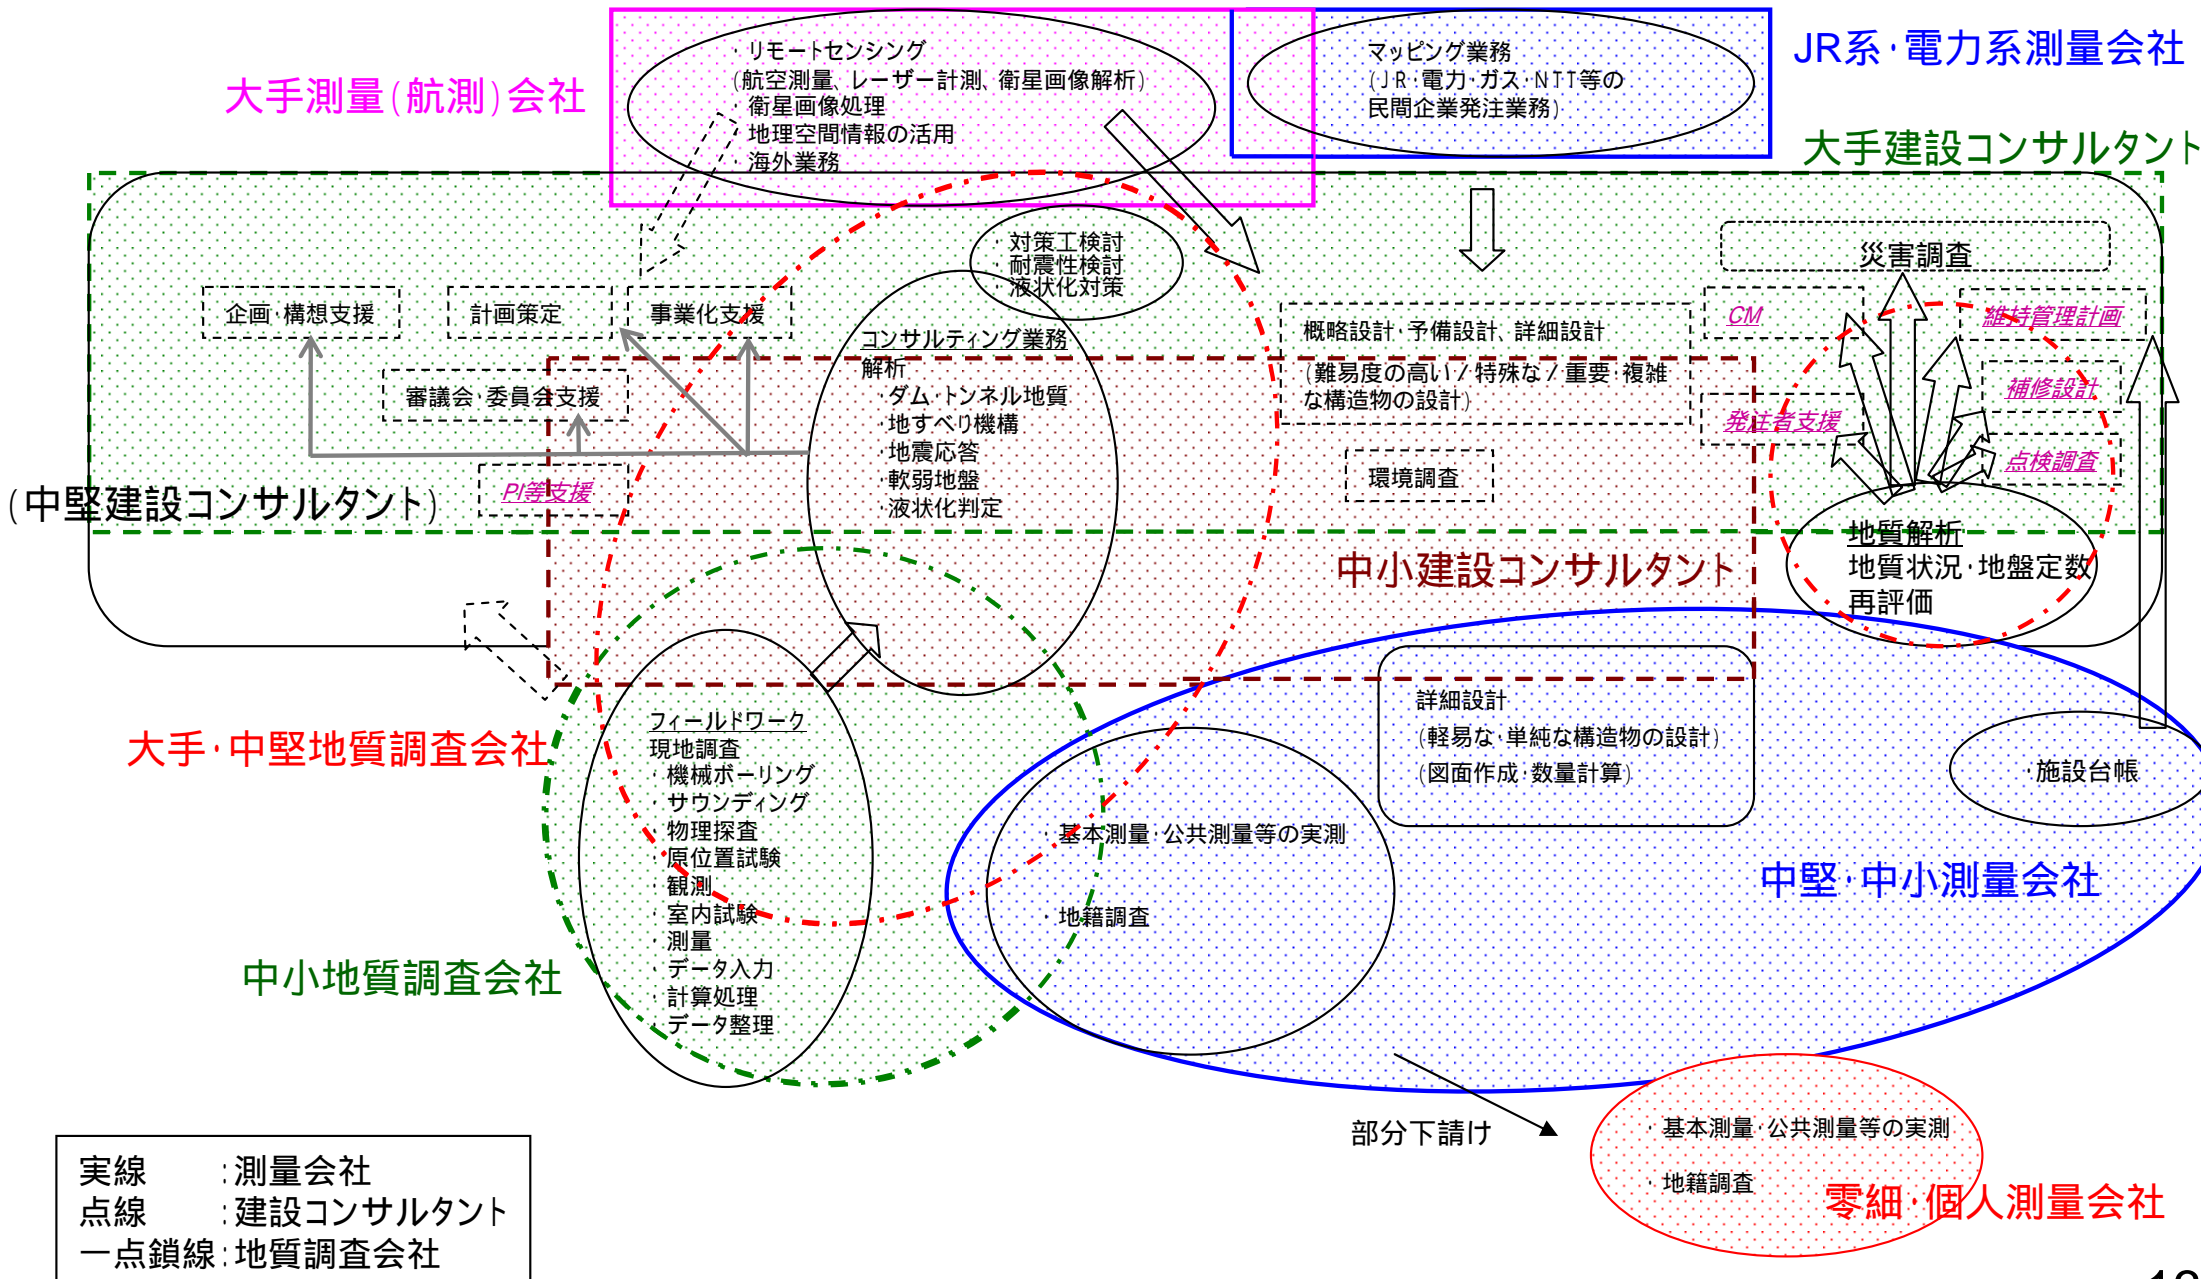 ・リモートセンシング
(航空測量、レーザー計測、衛星画像解析)
・衛星画像処理
・地理空間情報の活用
・海外業務
マッピング業務
(JR・電力・ガス・NTT等の
民間企業発注業務)
JR系・電力系測量会社
大手測量(航測)会社
大手建設コンサルタント
・対策工検討
・耐震性検討
・液状化対策
災害調査
企画・構想支援
計画策定
事業化支援
コンサルティング業務
解析
・ダム・トンネル地質
・地すべり機構
・地震応答
・軟弱地盤
・液状化判定
概略設計・予備設計、詳細設計
(難易度の高い/特殊な/重要・複雑
な構造物の設計)
CM
維持管理計画
審議会・委員会支援
補修設計
発注者支援
点検調査
PI等支援
環境調査
(中堅建設コンサルタント)
地質解析
地質状況・地盤定数
再評価
中小建設コンサルタント
フィールドワーク
現地調査
・機械ボーリング
・サウンディング
・物理探査
・原位置試験
・観測
・室内試験
・測量
・データ入力
・計算処理
・データ整理
詳細設計
(軽易な・単純な構造物の設計)
(図面作成・数量計算)
大手・中堅地質調査会社
・施設台帳
・基本測量・公共測量等の実測
・地籍調査
中堅・中小測量会社
中小地質調査会社
部分下請け
・基本測量・公共測量等の実測
・地籍調査
零細・個人測量会社
実線　　:測量会社
点線　　:建設コンサルタント
一点鎖線:地質調査会社